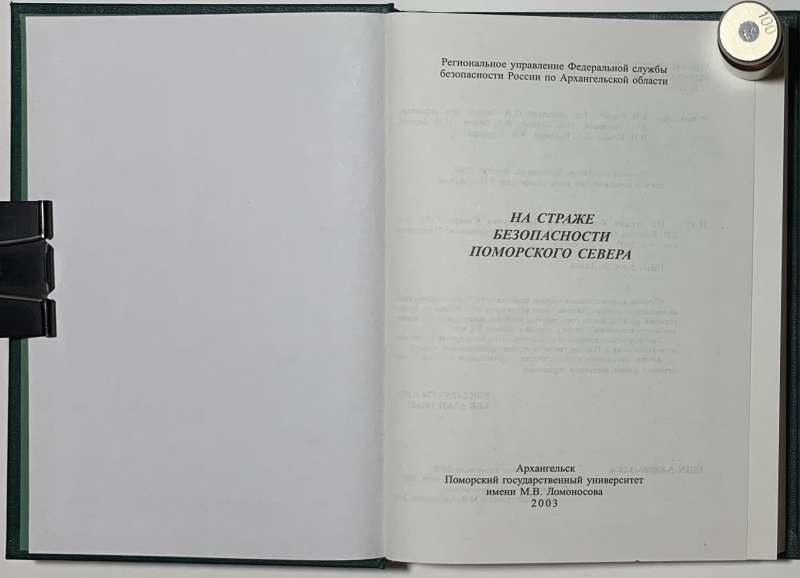 Региональное управление Федеральной службы
безопасности России по Архангельской области
НА СТРАЖЕ
БЕЗОПАСНОСТИ
ПОМОРСКОГО СЕВЕРА
Архангельск
Поморский государственный университет
имени М.В. Ломоносова
2003
100